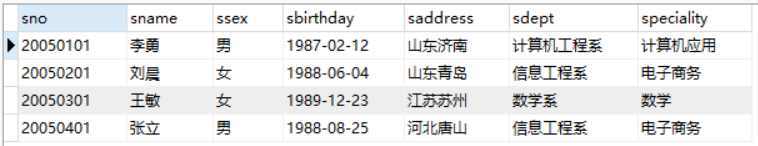 sno sname ssex sbirthday saddress sdept speciality
20050101 李勇 男 1987-02-12 山东济南 计算机工程系 计算机应用
20050201 刘晨 女 1988-06-04 山东青岛 信息工程系 电子商务
20050301 王敏 女 1989-12-23 江苏苏州 数学系 数学
20050401 张立 男 1988-08-25 河北唐山 信息工程系 电子商务